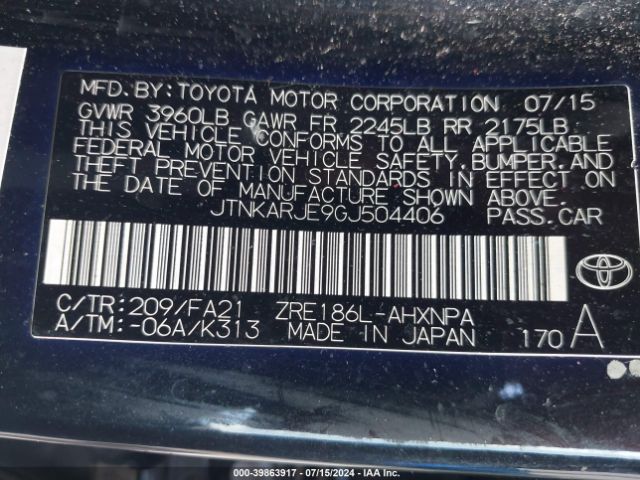 MFD.BY:TOYOTA MOTOR CORPORATION 07/15
GVWR 3960LB GAWR FR 2245LB RR 2175LB
THIS VEHICLE CONFORMS TO ALL APPLICABLE
FEDERAL MOTOR VEHICLE SAFETY,BUMPER,AND
THEFT PREVENTION STANDARDS IN EFFECT ON
THE DATE OF MANUFACTURE SHOWN ABOVE.
JTNKARJE9GJ504406 PASS.CAR
C/TR:209/FA21 ZRE186L-AHXNPA
A/TM:-06A/K313 MADE IN JAPAN 170 A
000-39863917 - 07/15/2024 - IAA Inc.